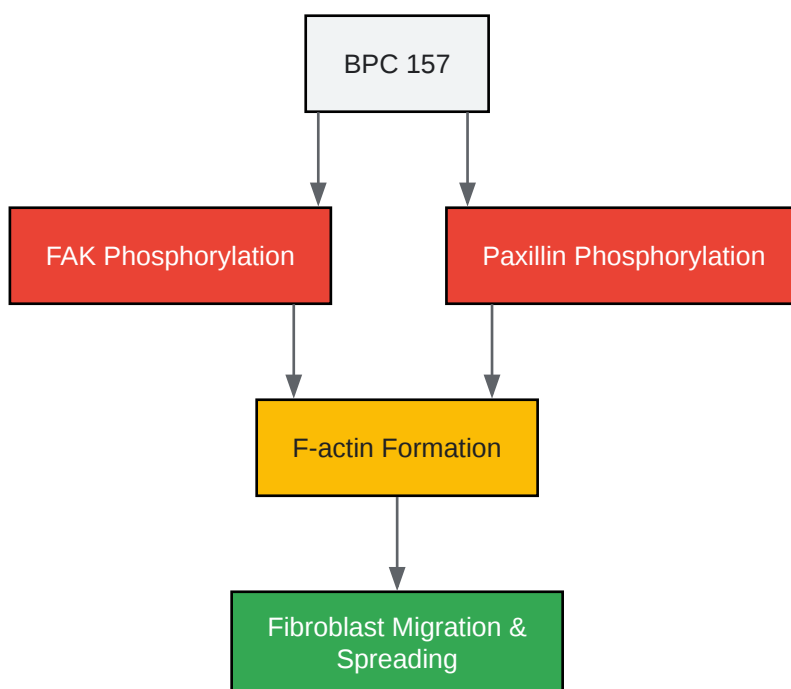 BPC 157
FAK Phosphorylation
Paxillin Phosphorylation
F-actin Formation
Fibroblast Migration &
Spreading